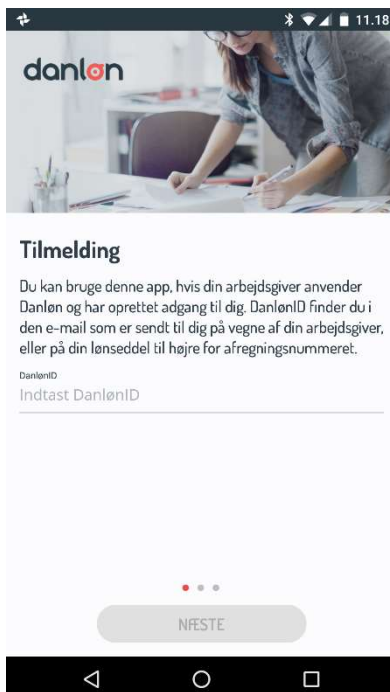 11.18
danløn
Tilmelding
Du kan bruge denne app, hvis din arbejdsgiver anvender
Danløn og har oprettet adgang til dig. DanlønID finder du i
den e-mail som er sendt til dig på vegne af din arbejdsgiver,
eller på din lønseddel til højre for afregningsnummeret.
DanlønID
Indtast DanlønID
NÆSTE